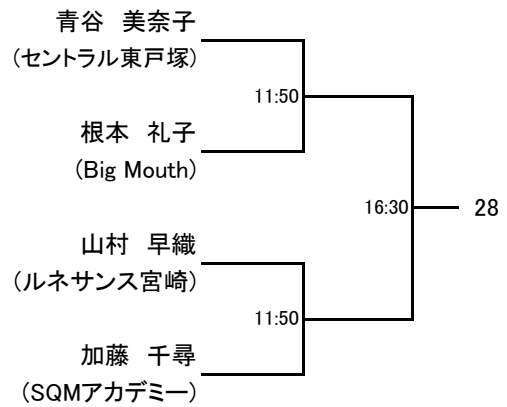 青谷　美奈子
(セントラル東戸塚)
11:50
根本　礼子
(Big Mouth)
16:30
28
山村　早織
(ルネサンス宮崎)
11:50
加藤　千尋
(SQMアカデミー)